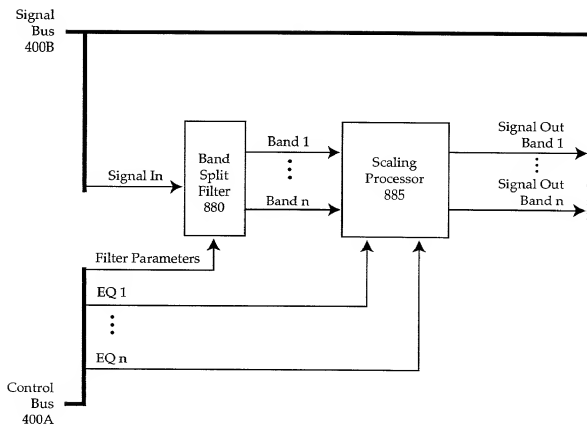 Signal
Bus
400B
Signal In
Band
Split
Filter
880
Band 1
Band n
Scaling
Processor
885
Signal Out
Band 1
Signal Out
Band n
Filter Parameters
EQ 1
EQ n
Control
Bus
400A